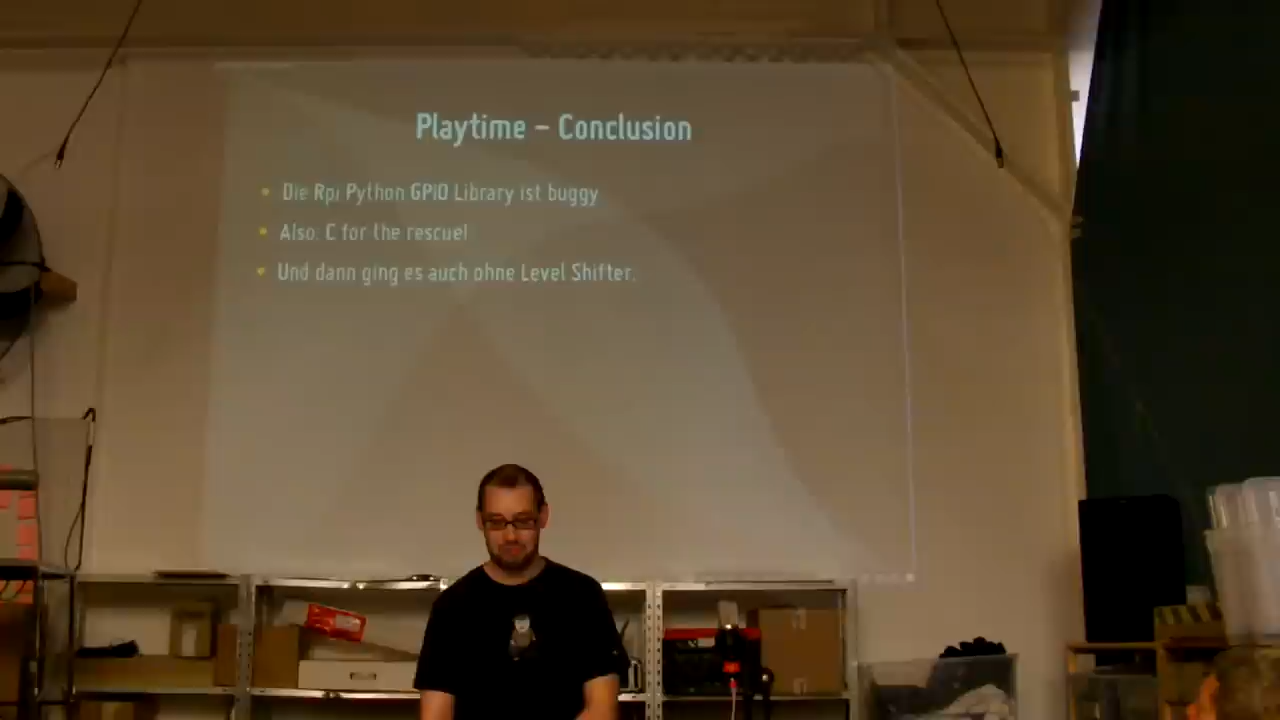 Playtime – Conclusion
Die Rpi Python GPIO Library ist buggy
Also: C for the rescue!
Und dann ging es auch ohne Level Shifter.